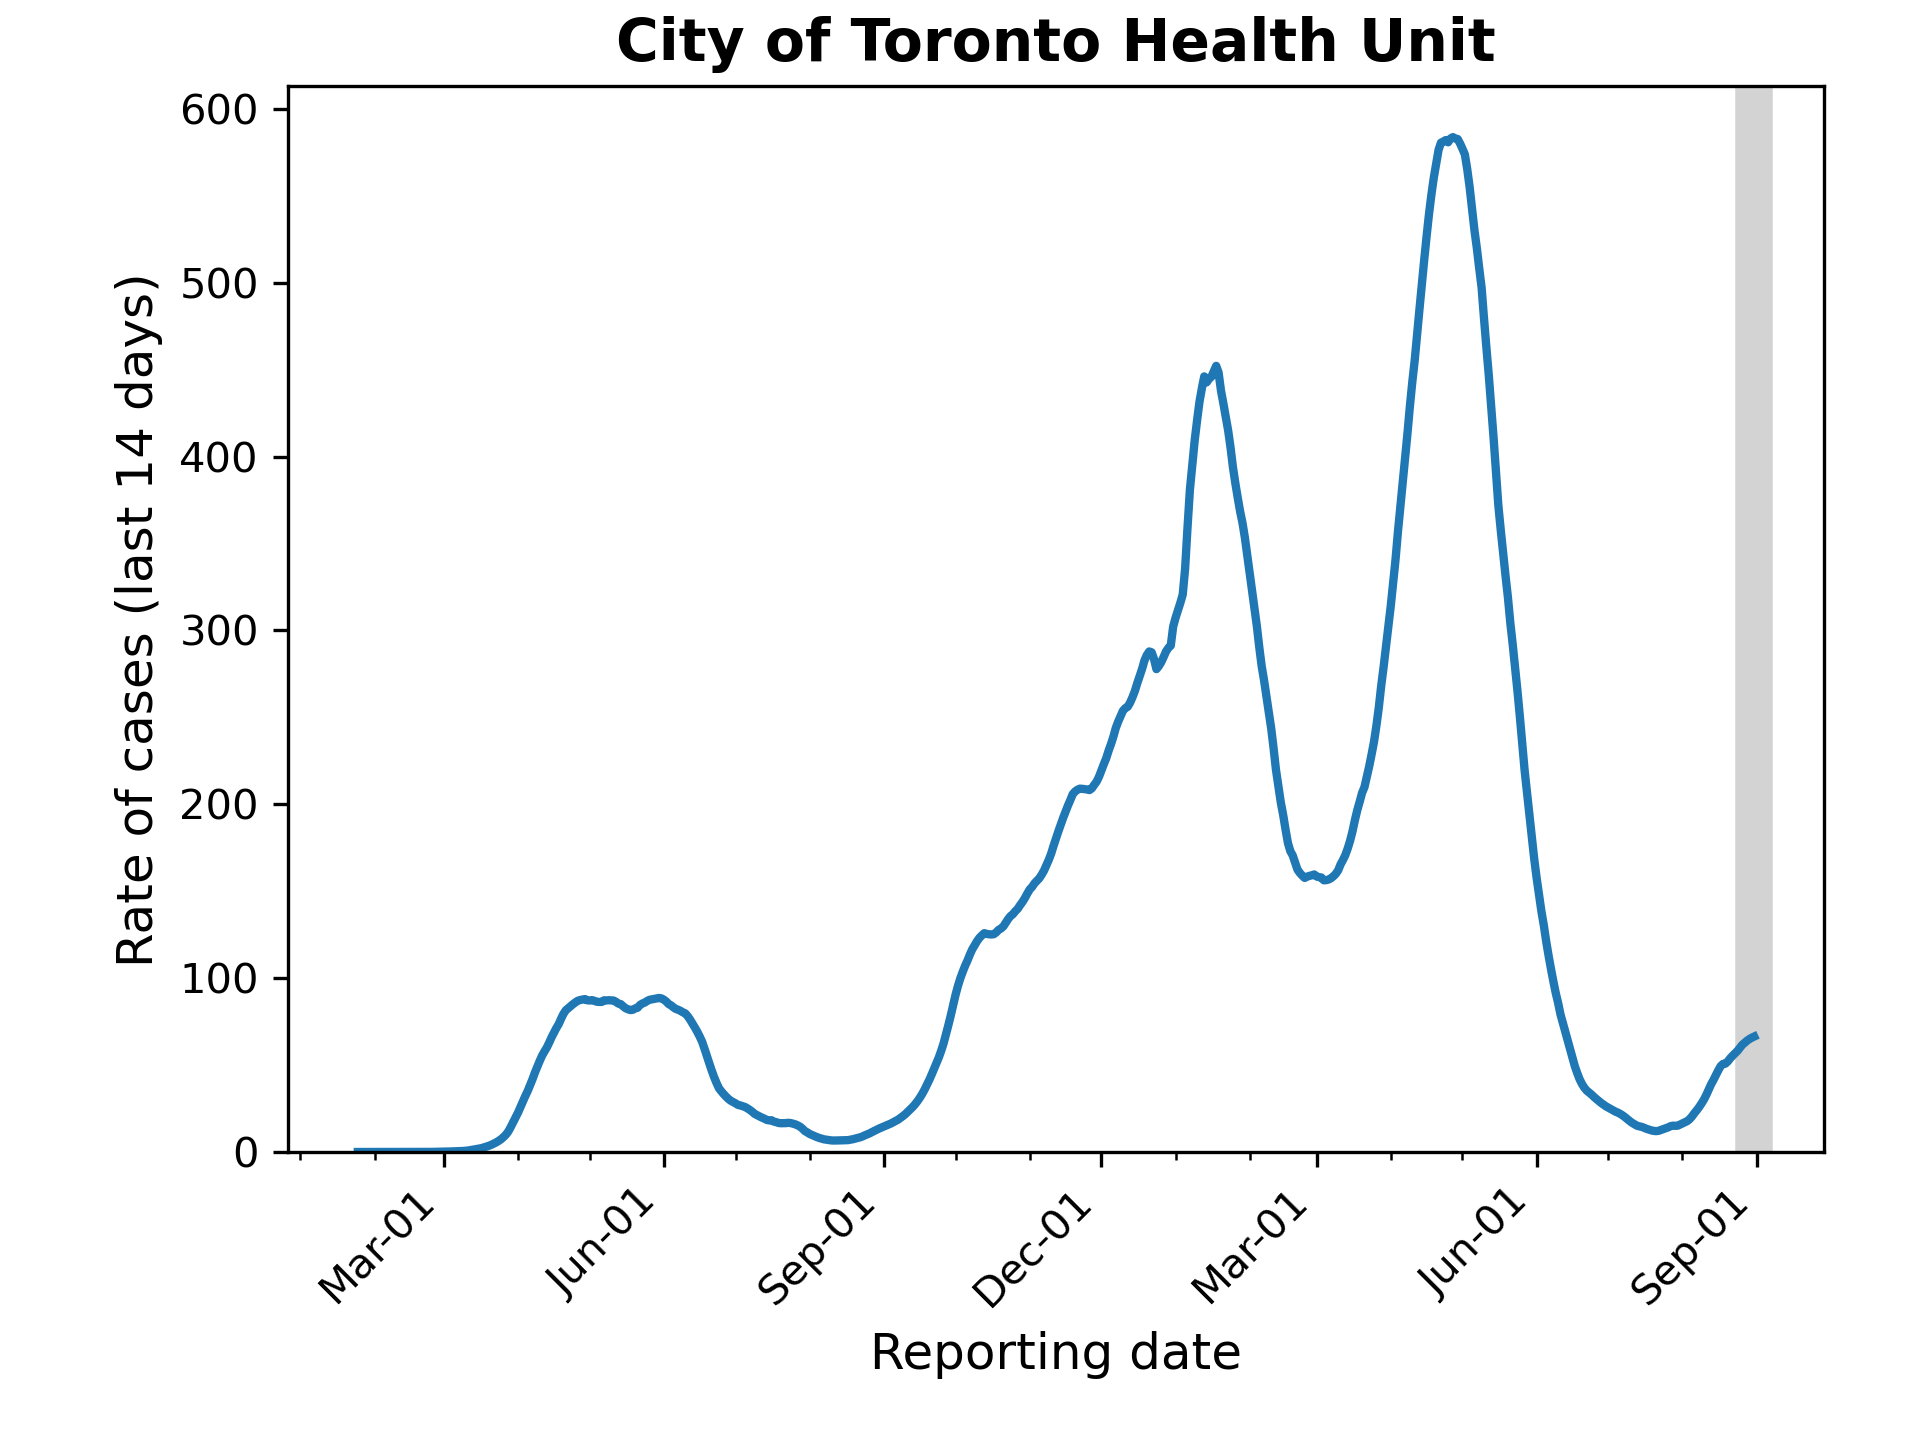 City of Toronto Health Unit
Rate of cases (last 14 days)
600
500
400
300
200
100
0
Mar-01
Jun-01
Sep-01
Dec-01
Mar-01
Jun-01
Sep-01
Reporting date